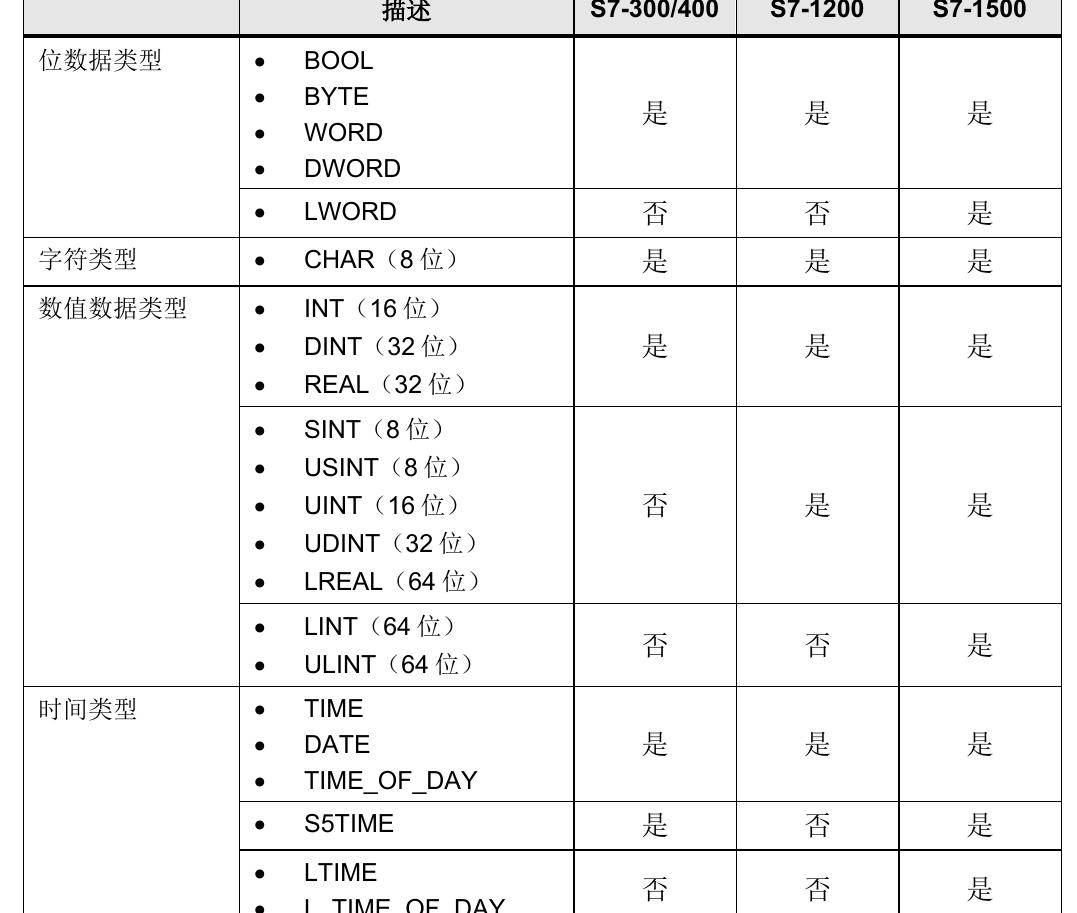 描述 S7-300/400 S7-1200 S7-1500
位数据类型
• BOOL
• BYTE
• WORD
• DWORD
是 是 是
• LWORD 否 否 是
字符类型 • CHAR（8 位） 是 是 是
数值数据类型
• INT（16 位）
• DINT（32 位）
• REAL（32 位）
是 是 是
• SINT（8 位）
• USINT（8 位）
• UINT（16 位）
• UDINT（32 位）
• LREAL（64 位）
否 是 是
• LINT（64 位）
• ULINT（64 位）
否 否 是
时间类型
• TIME
• DATE
• TIME_OF_DAY
是 是 是
• S5TIME 是 否 是
• LTIME
• L_TIME_OF_DAY
否 否 是